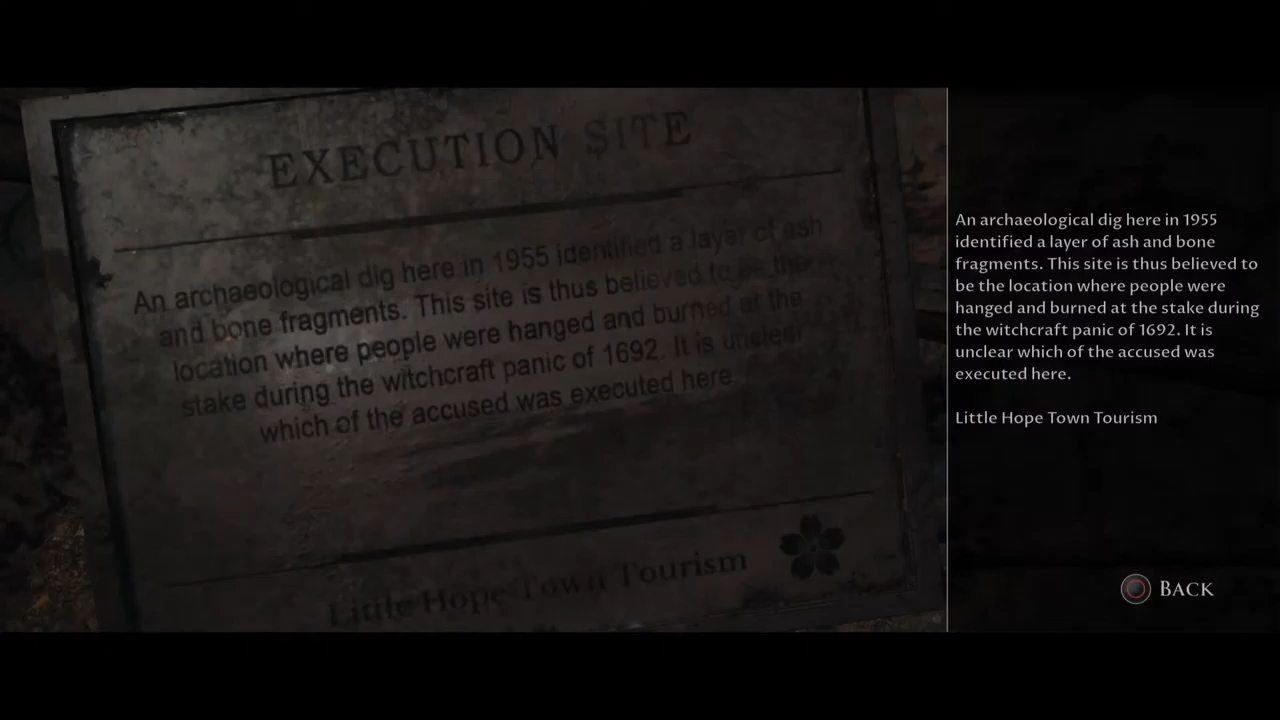 EXECUTION SITE
An archaeological dig here in 1955 identified a layer of ash
and bone fragments. This site is thus believed to be the
location where people were hanged and burned at the
stake during the witchcraft panic of 1692. It is unclear
which of the accused was executed here.
Little Hope Town Tourism
An archaeological dig here in 1955
identified a layer of ash and bone
fragments. This site is thus believed to
be the location where people were
hanged and burned at the stake during
the witchcraft panic of 1692. It is
unclear which of the accused was
executed here.
Little Hope Town Tourism
BACK